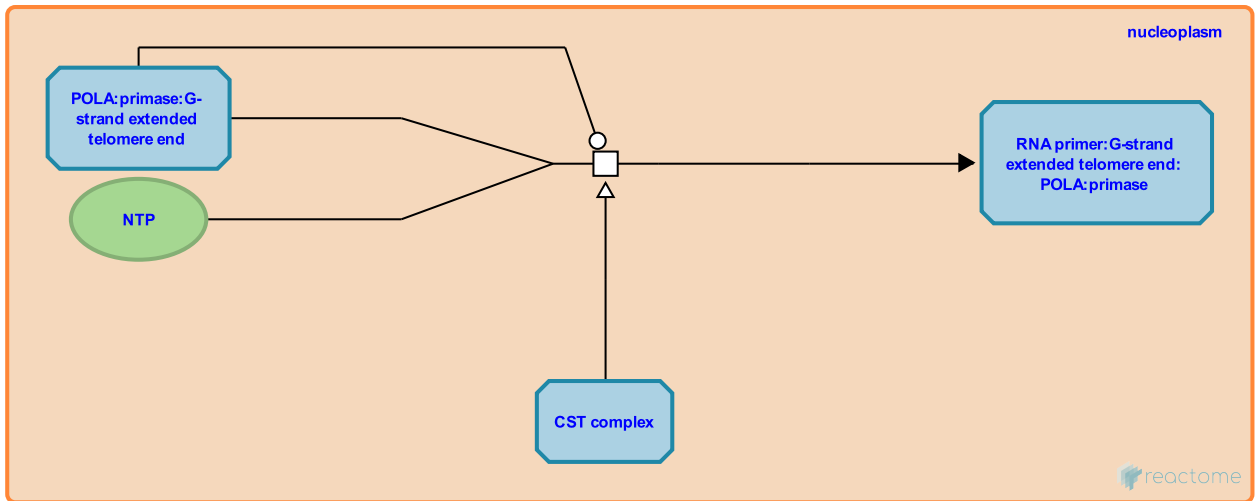 nucleoplasm
POLA:primase:G-
strand extended
telomere end
NTP
RNA primer:G-strand
extended telomere end:
POLA:primase
CST complex
reactome